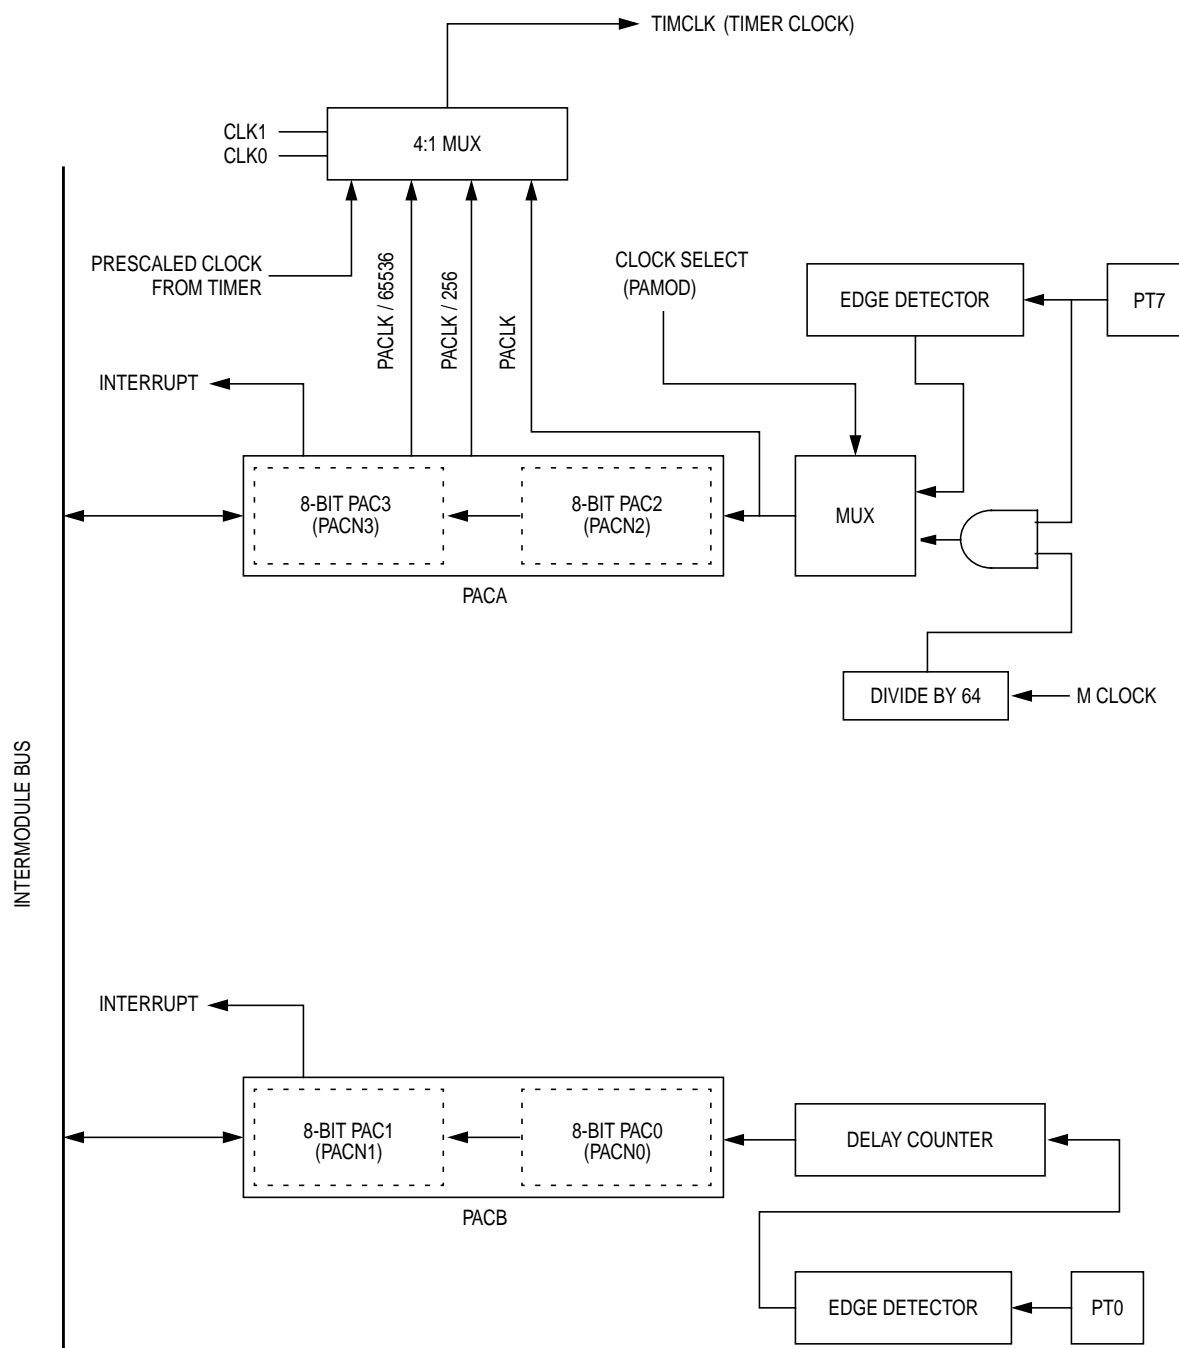 TIMCLK (TIMER CLOCK)
CLK1
CLK0
4:1 MUX
PRESCALED CLOCK
FROM TIMER
PACLK / 65536
PACLK / 256
PACLK
CLOCK SELECT
(PAMOD)
EDGE DETECTOR
PT7
INTERRUPT
8-BIT PAC3
(PACN3)
8-BIT PAC2
(PACN2)
MUX
PACA
DIVIDE BY 64
M CLOCK
INTERMODULE BUS
INTERRUPT
8-BIT PAC1
(PACN1)
8-BIT PAC0
(PACN0)
DELAY COUNTER
PACB
EDGE DETECTOR
PT0